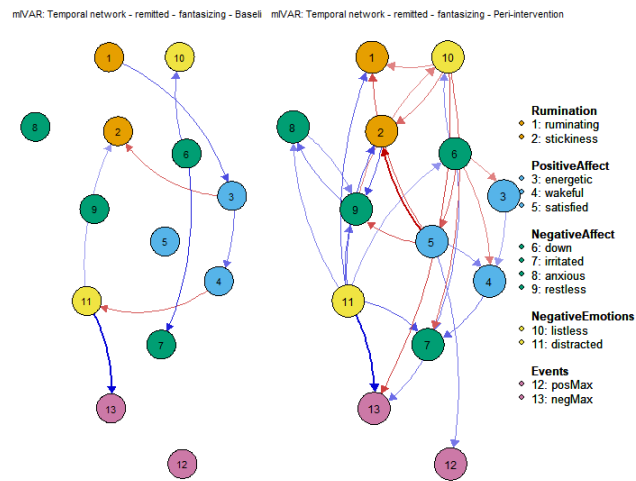 mlVAR: Temporal network - remitted - fantasizing - Baseli
mlVAR: Temporal network - remitted - fantasizing - Peri-intervention
1
10
8
2
6
9
3
5
4
11
7
13
12
1
10
8
2
6
3
9
5
4
11
7
13
12
Rumination
1: ruminating
2: stickiness
PositiveAffect
3: energetic
4: wakeful
5: satisfied
NegativeAffect
6: down
7: irritated
8: anxious
9: restless
NegativeEmotions
10: listless
11: distracted
Events
12: posMax
13: negMax